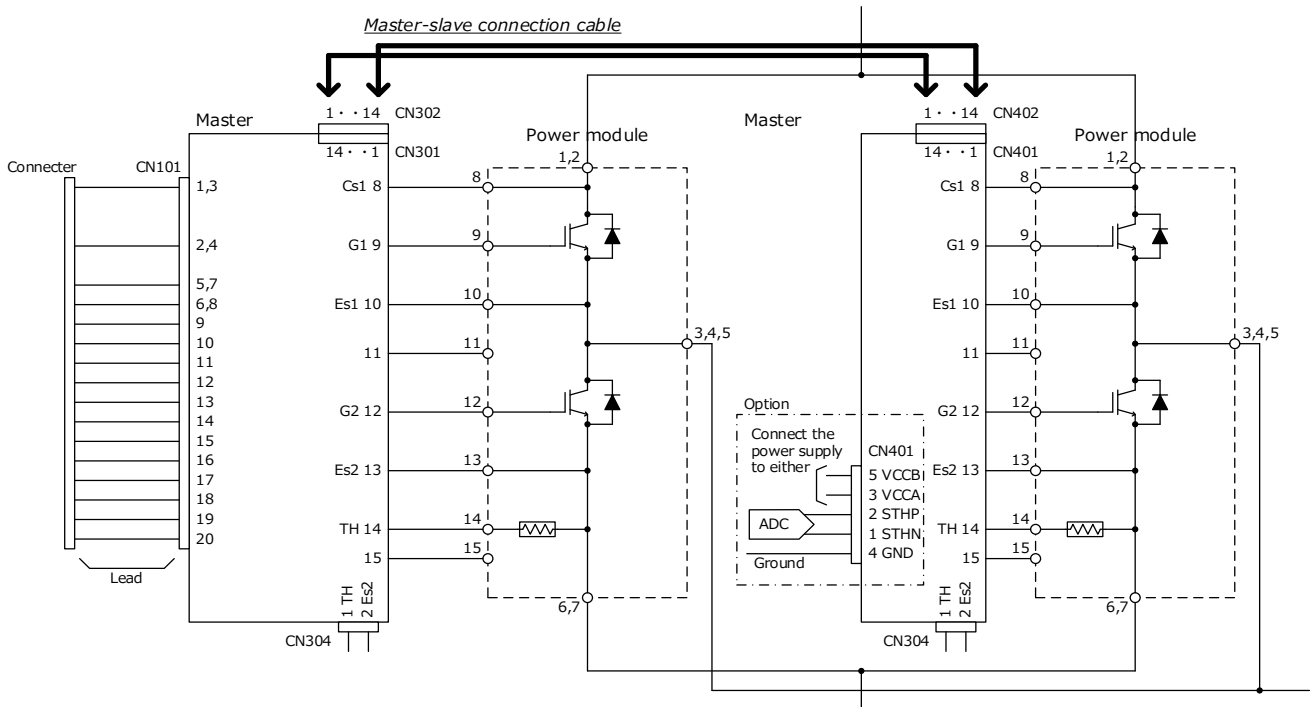 Master-slave connection cable
1・・14 CN302
Master
14・・1 CN301
Power module
Connecter
CN101
1,3
2,4
5,7
6,8
9
10
11
12
13
14
15
16
17
18
19
20
Lead
Cs1 8
G1 9
Es1 10
11
G2 12
Es2 13
TH 14
15
1 TH
2 Es2
CN304
1,2
8
9
10
11
12
13
14
15
3,4,5
6,7
1・・14 CN402
Master
14・・1 CN401
Power module
Cs1 8
G1 9
Es1 10
11
G2 12
Es2 13
TH 14
15
1 TH
2 Es2
CN304
1,2
8
9
10
11
12
13
14
15
3,4,5
6,7
Option
Connect the
power supply
to either
CN401
5 VCCB
3 VCCA
2 STHP
1 STHN
4 GND
ADC
Ground